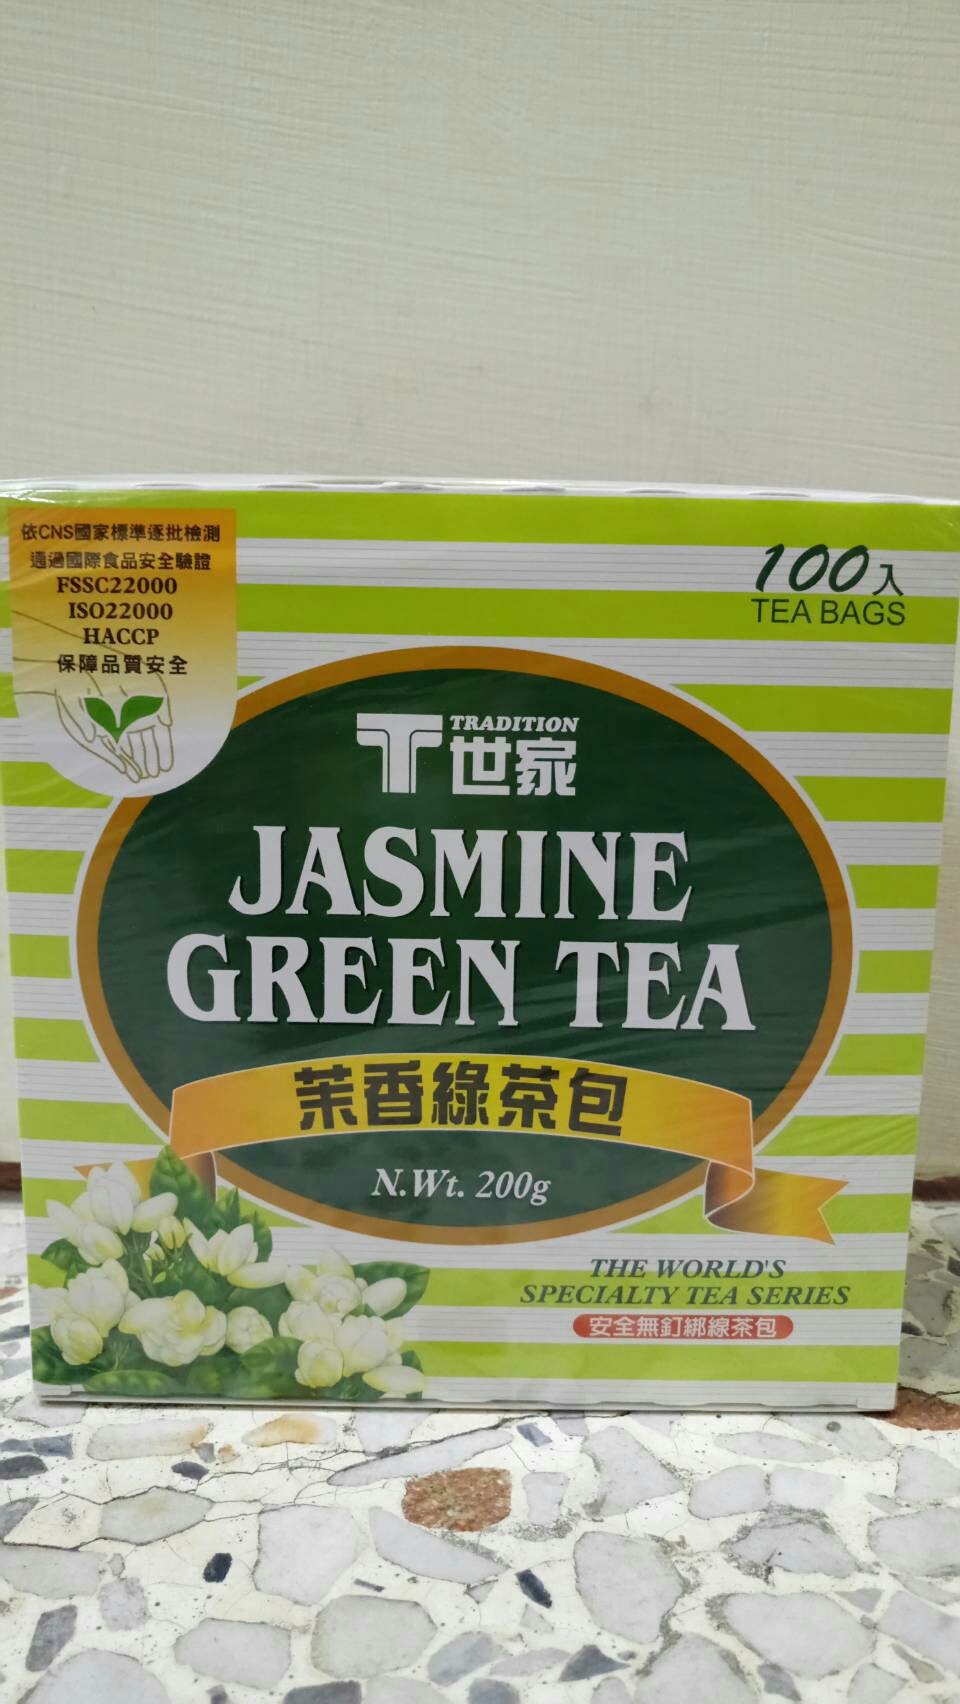 依CNS國家標準逐批檢測
通過國際食品安全驗證
FSSC22000
ISO22000
HACCP
保障品質安全
100入
TEA BAGS
T TRADITION
世家
JASMINE
GREEN TEA
茉香綠茶包
N.Wt. 200g
THE WORLD'S
SPECIALTY TEA SERIES
安全無釘綁線茶包